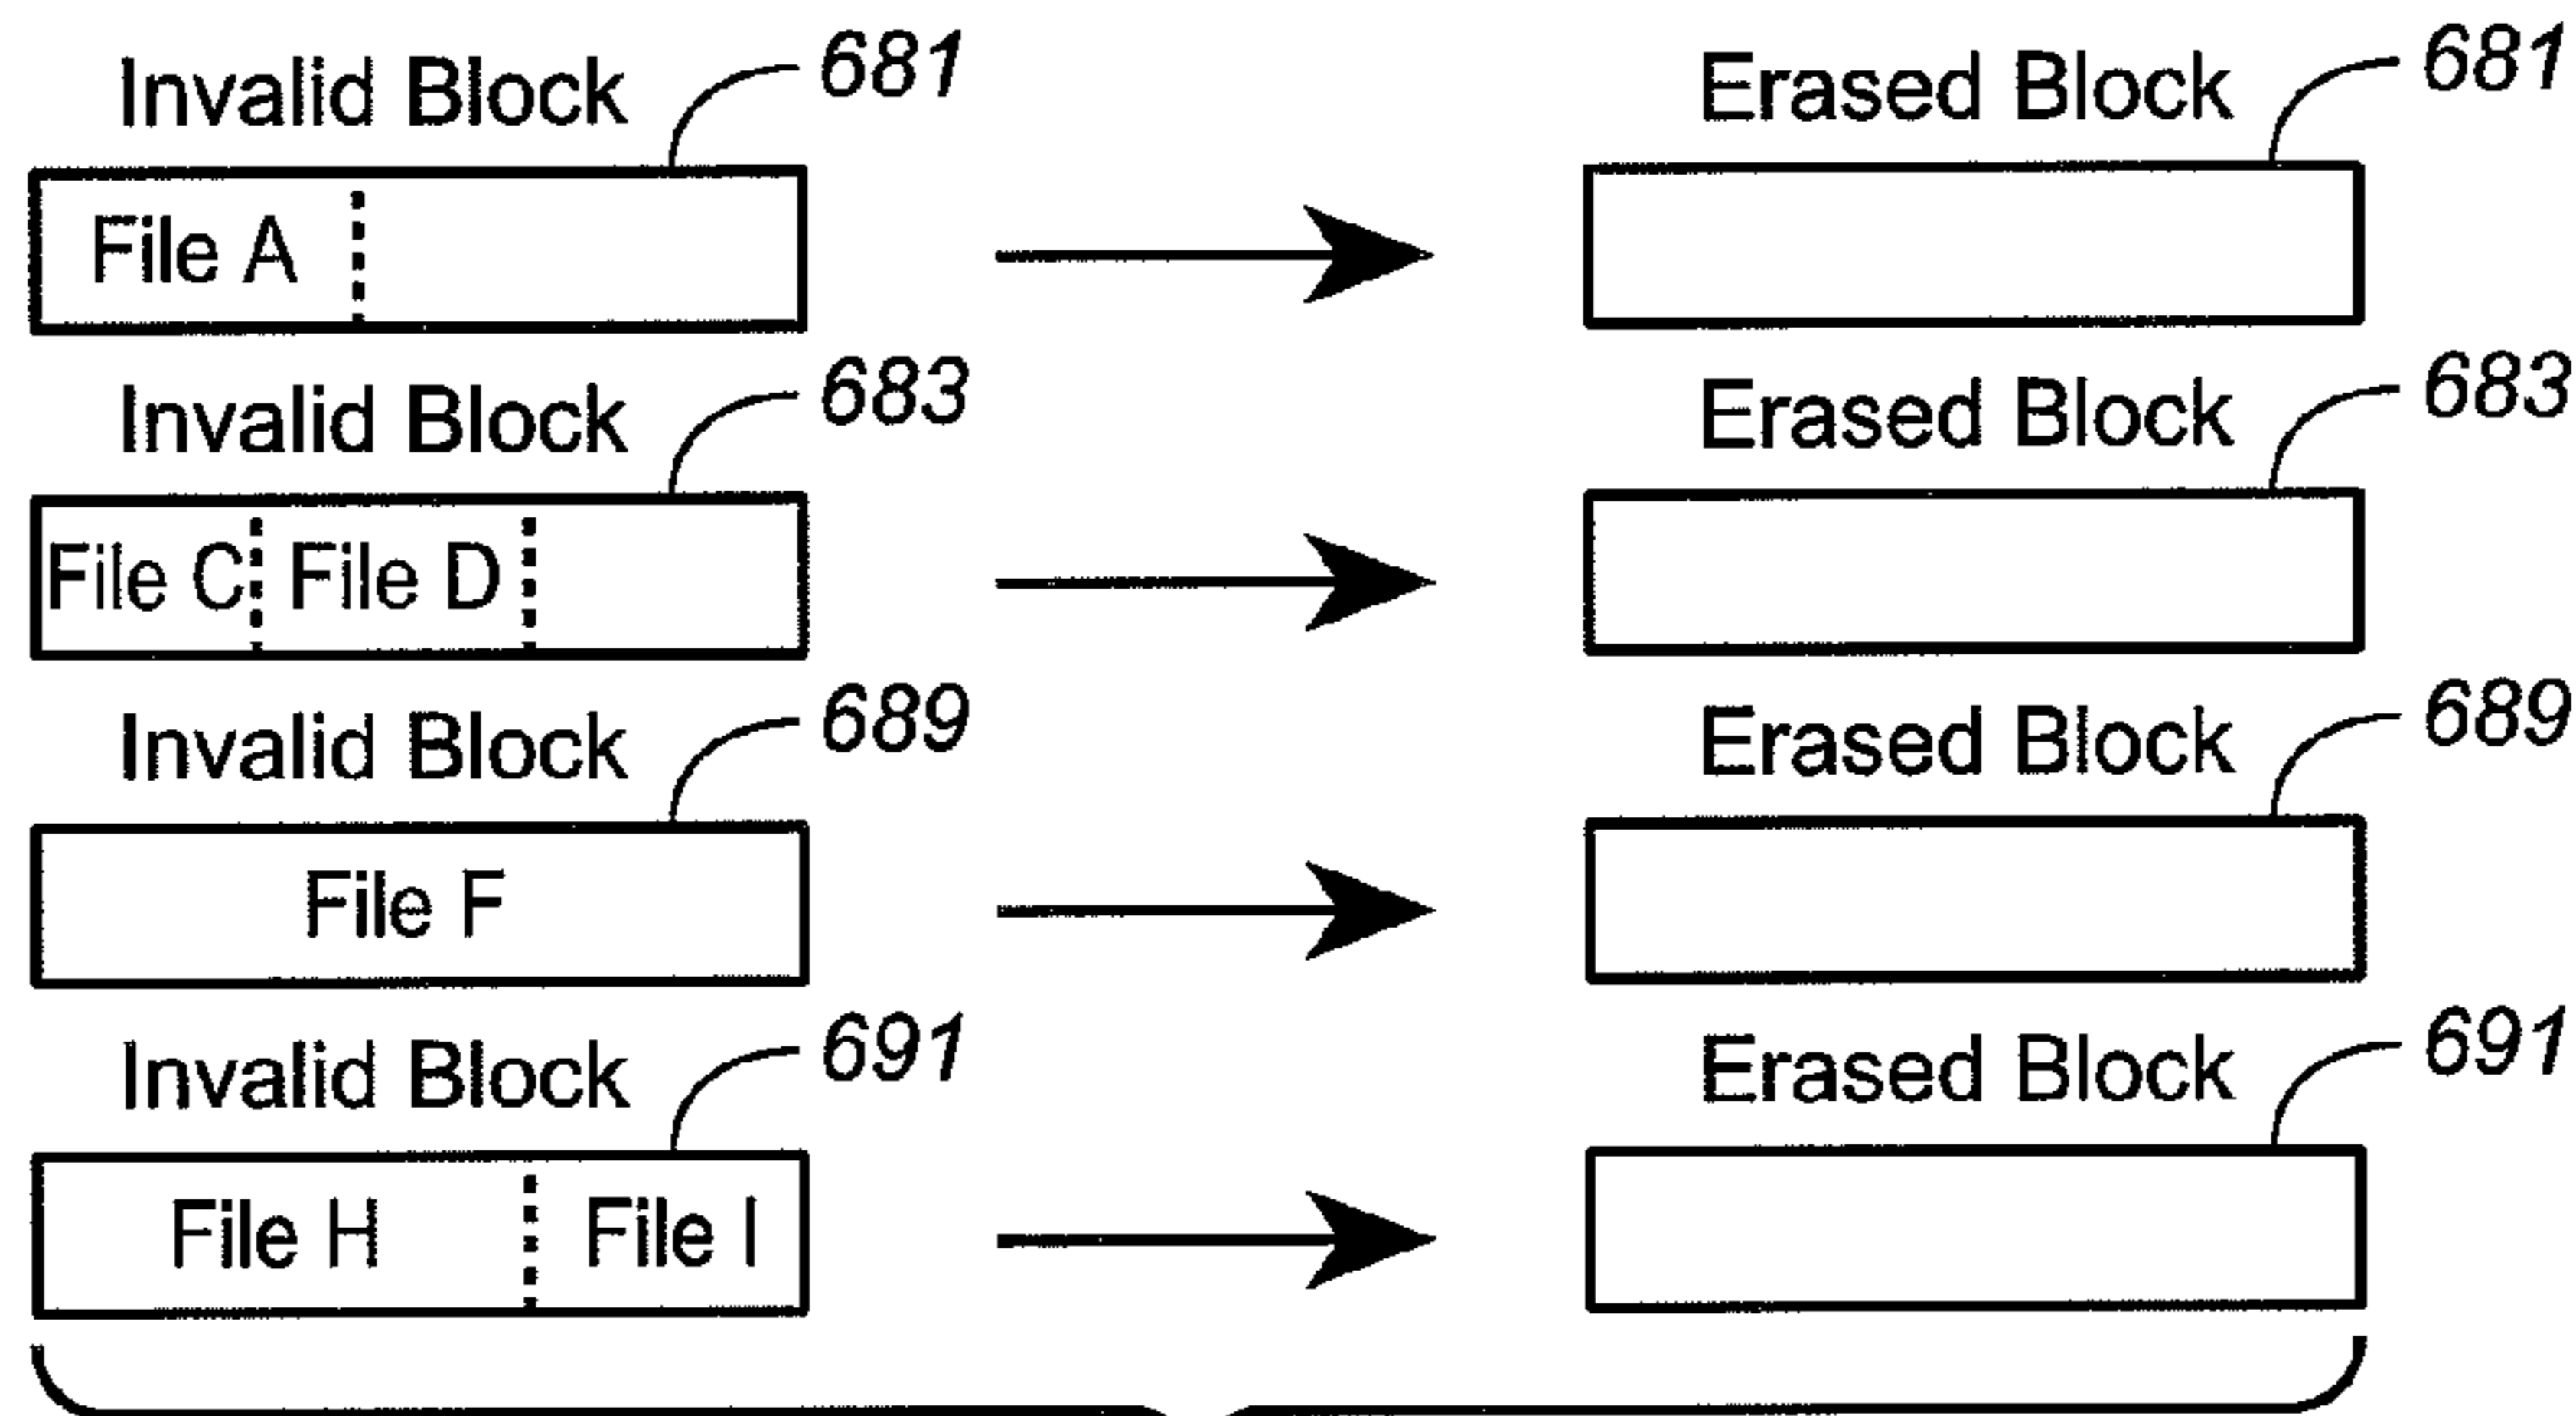 Invalid Block 681 Erased Block 681
File A
Invalid Block 683 Erased Block 683
File C File D
Invalid Block 689 Erased Block 689
File F
Invalid Block 691 Erased Block 691
File H File I